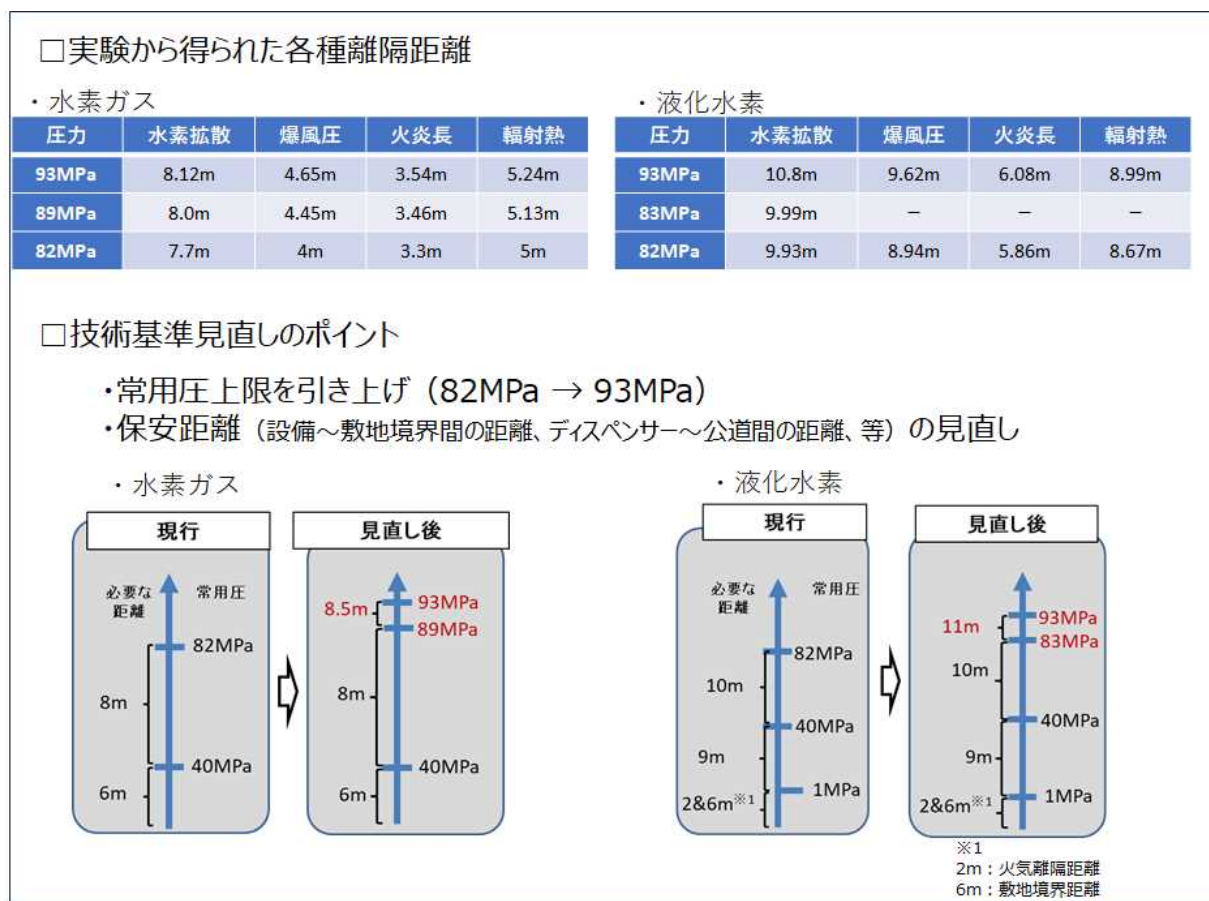 □実験から得られた各種離隔距離
・水素ガス
圧力 水素拡散 爆風圧 火炎長 輻射熱
93MPa 8.12m 4.65m 3.54m 5.24m
89MPa 8.0m 4.45m 3.46m 5.13m
82MPa 7.7m 4m 3.3m 5m
・液化水素
圧力 水素拡散 爆風圧 火炎長 輻射熱
93MPa 10.8m 9.62m 6.08m 8.99m
83MPa 9.99m － － －
82MPa 9.93m 8.94m 5.86m 8.67m
□技術基準見直しのポイント
・常用圧上限を引き上げ（82MPa → 93MPa）
・保安距離（設備～敷地境界間の距離、ディスペンサー～公道間の距離、等）の見直し
・水素ガス
現行
必要な
距離
常用圧
82MPa
8m
40MPa
6m
見直し後
8.5m
93MPa
89MPa
8m
40MPa
6m
・液化水素
現行
必要な
距離
常用圧
82MPa
10m
40MPa
9m
1MPa
2&6m※1
見直し後
93MPa
11m
83MPa
10m
40MPa
9m
1MPa
2&6m※1
※1
2m：火気離隔距離
6m：敷地境界距離